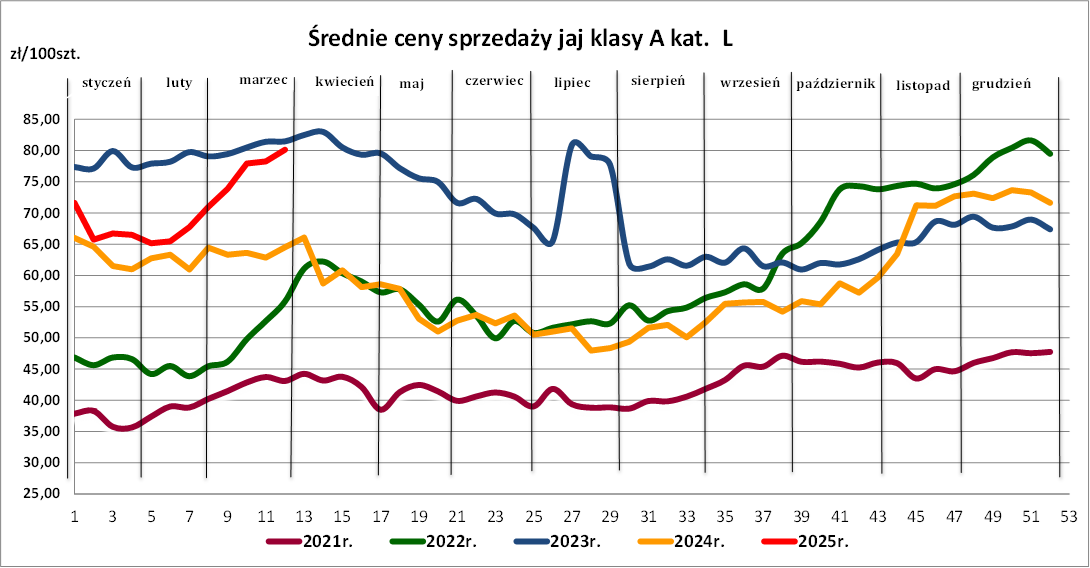 Średnie ceny sprzedaży jaj klasy A kat. L
zł/100szt.
styczeń luty marzec kwiecień maj czerwiec lipiec sierpień wrzesień październik listopad grudzień
85,00
80,00
75,00
70,00
65,00
60,00
55,00
50,00
45,00
40,00
35,00
30,00
25,00
1 3 5 7 9 11 13 15 17 19 21 23 25 27 29 31 33 35 37 39 41 43 45 47 49 51 53
2021r. 2022r. 2023r. 2024r. 2025r.